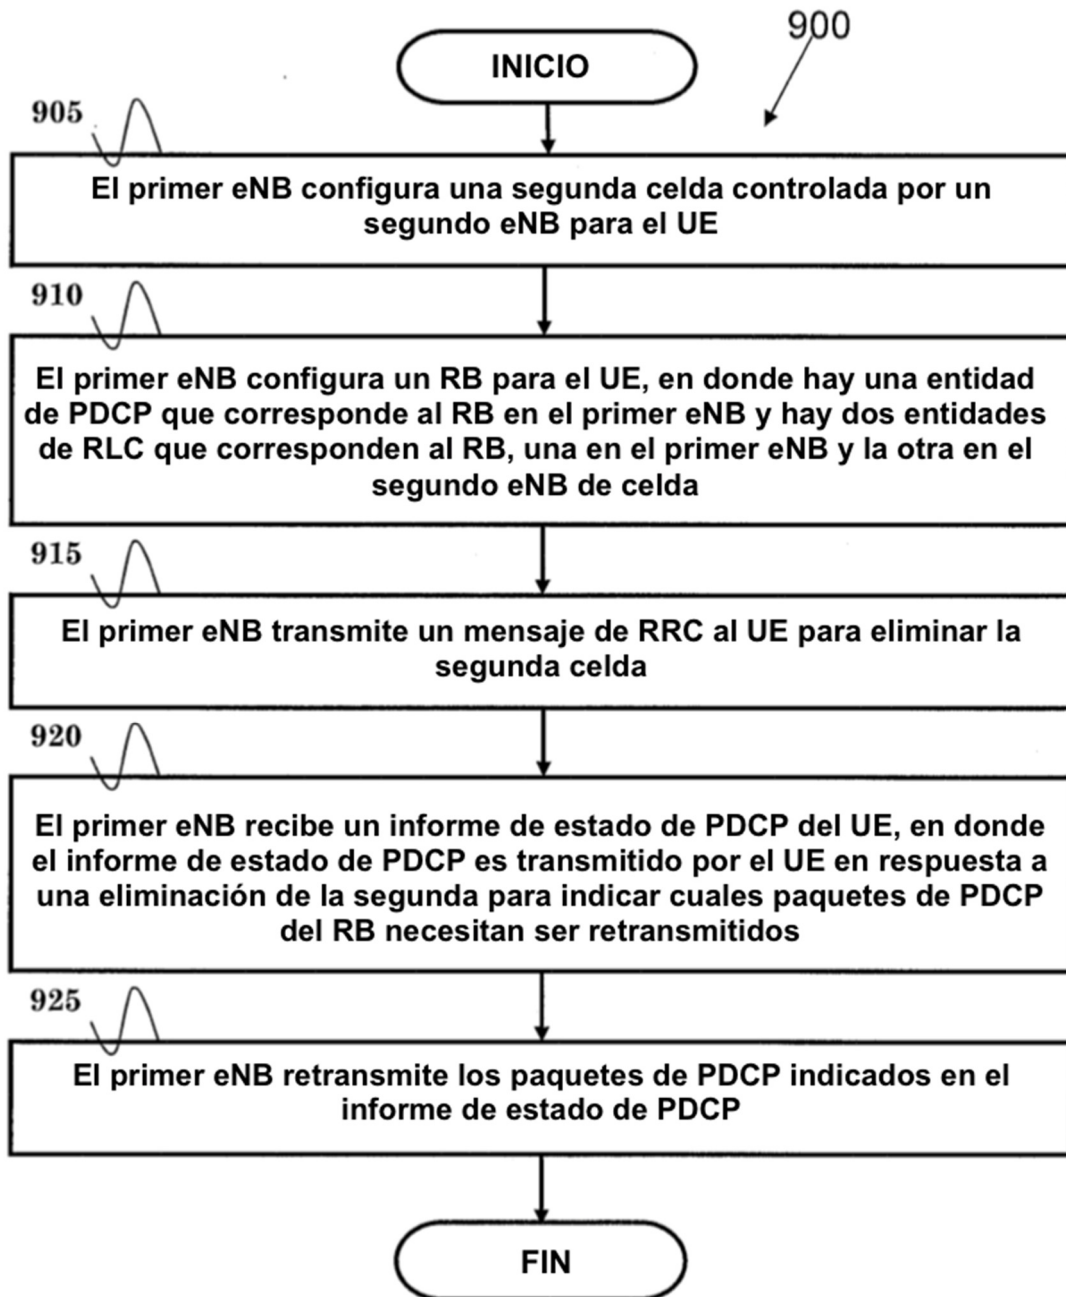 900
INICIO
905
El primer eNB configura una segunda celda controlada por un
segundo eNB para el UE
910
El primer eNB configura un RB para el UE, en donde hay una entidad
de PDCP que corresponde al RB en el primer eNB y hay dos entidades
de RLC que corresponden al RB, una en el primer eNB y la otra en el
segundo eNB de celda
915
El primer eNB transmite un mensaje de RRC al UE para eliminar la
segunda celda
920
El primer eNB recibe un informe de estado de PDCP del UE, en donde
el informe de estado de PDCP es transmitido por el UE en respuesta a
una eliminación de la segunda para indicar cuales paquetes de PDCP
del RB necesitan ser retransmitidos
925
El primer eNB retransmite los paquetes de PDCP indicados en el
informe de estado de PDCP
FIN